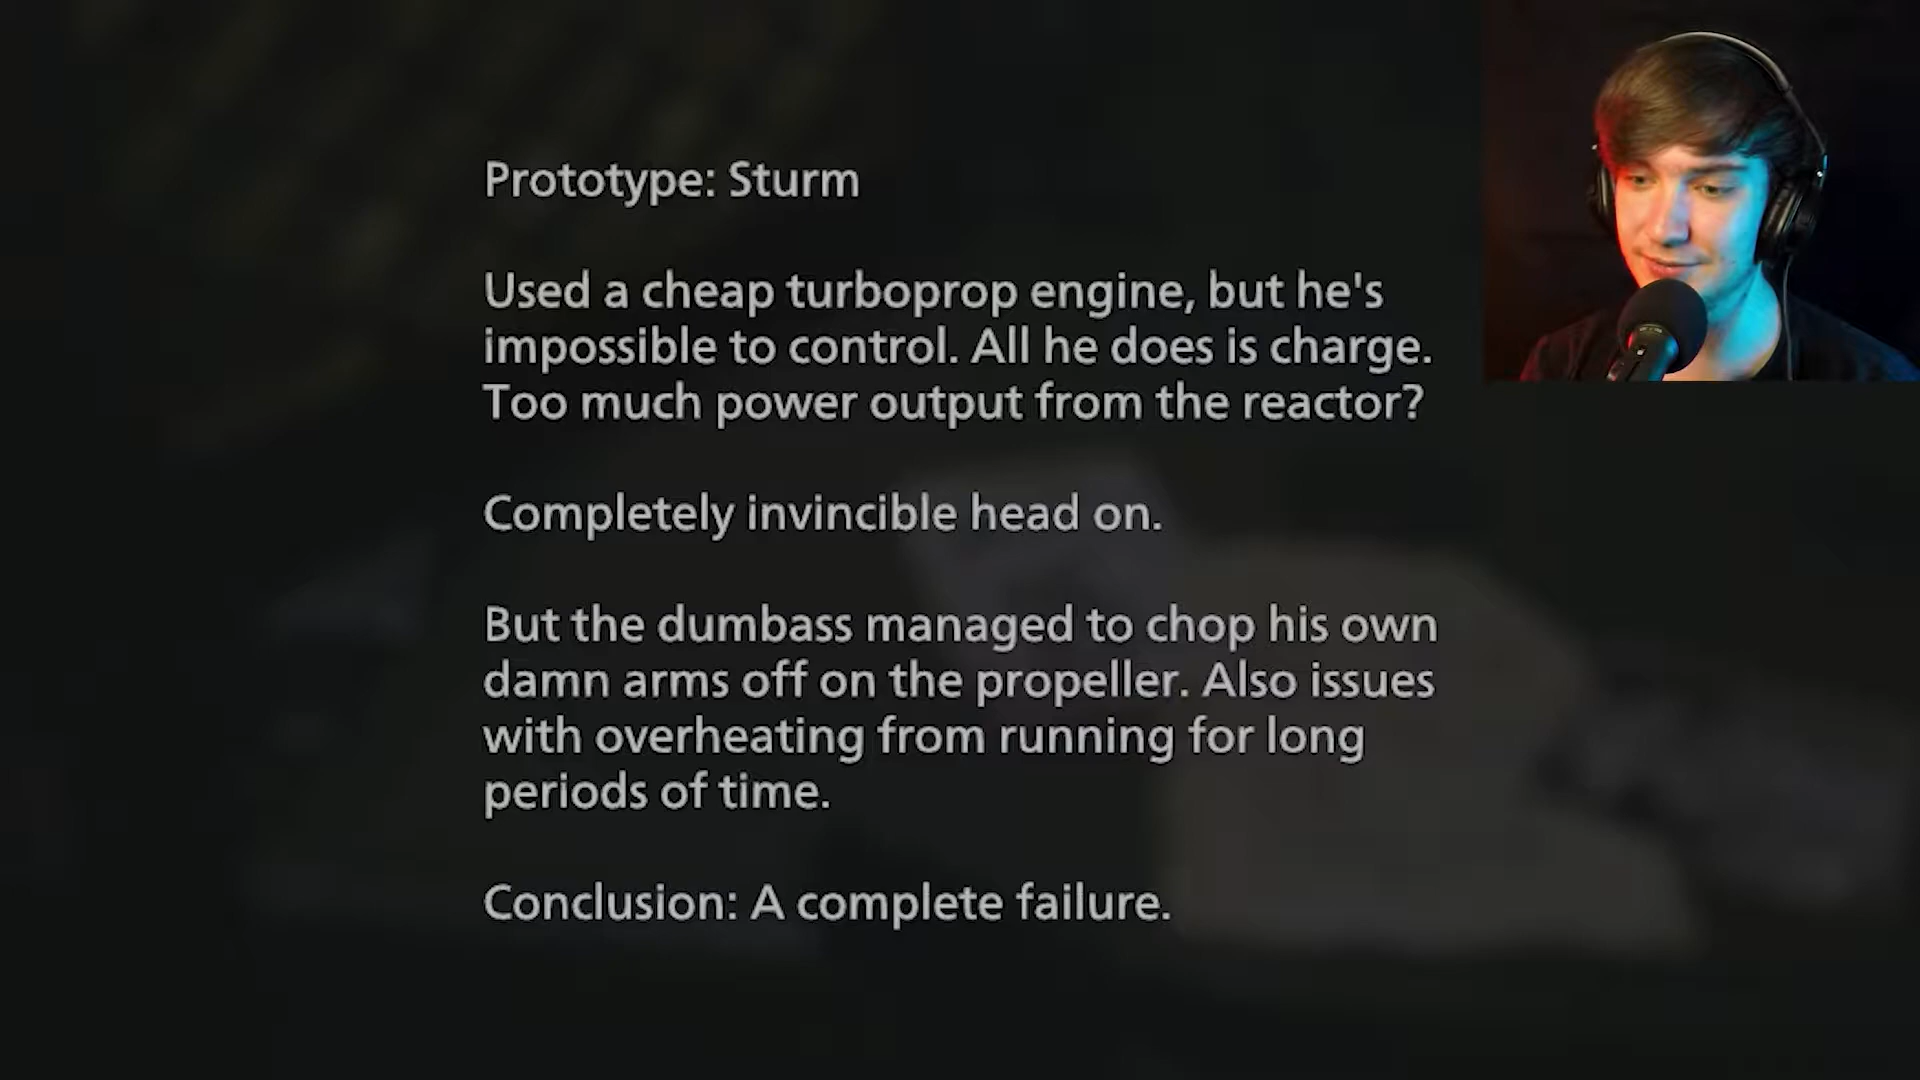 Prototype: Sturm
Used a cheap turboprop engine, but he's
impossible to control. All he does is charge.
Too much power output from the reactor?
Completely invincible head on.
But the dumbass managed to chop his own
damn arms off on the propeller. Also issues
with overheating from running for long
periods of time.
Conclusion: A complete failure.